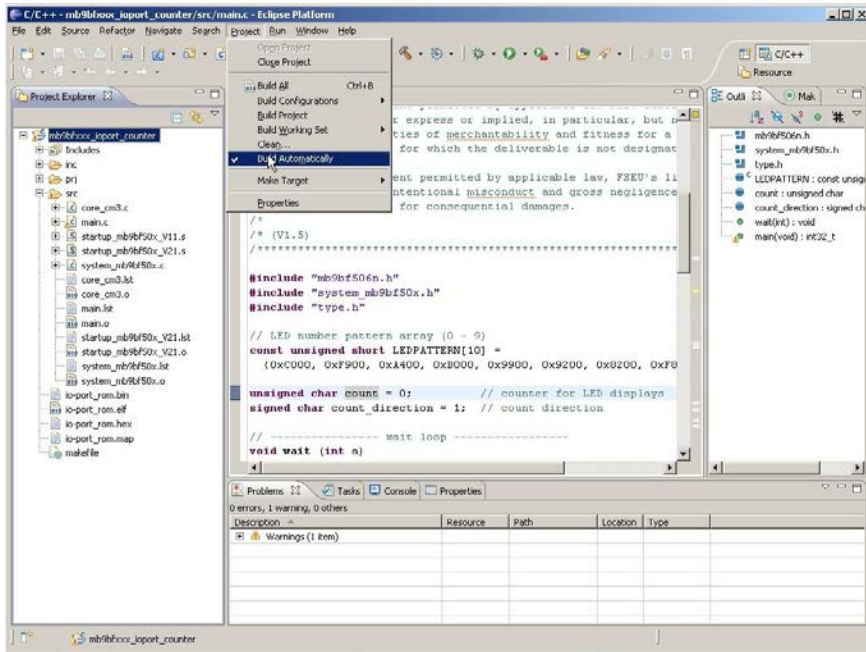 C/C++ - mb9bfxxx_ioport_counter/src/main.c - Eclipse Platform
File Edit Source Refactor Navigate Search Project Run Window Help
Open Project
Close Project
Build All Ctrl+B
Build Configurations
Build Project
Build Working Set
Clean...
Build Automatically
Make Target
Properties
C/C++
Resource
Project Explorer
mb9bfxxx_ioport_counter
Includes
inc
prj
src
core_cm3.c
main.c
startup_mb9bf50x_V11.s
startup_mb9bf50x_V21.s
system_mb9bf50x.c
core_cm3.lst
core_cm3.o
main.lst
main.o
startup_mb9bf50x_V21.lst
startup_mb9bf50x_V21.o
system_mb9bf50x.lst
system_mb9bf50x.o
io-port_rom.bin
io-port_rom.elf
io-port_rom.hex
io-port_rom.map
makefile
r express or implied, in particular, but n
ties of merchantability and fitness for a
for which the deliverable is not designat
ent permitted by applicable law, FSEU's li
ntentional misconduct and gross negligence
for consequential damages.
/*
/* (V1.5)
/*****************************************************************
#include "mb9bf506n.h"
#include "system_mb9bf50x.h"
#include "type.h"
// LED number pattern array (0 - 9)
const unsigned short LEDPATTERN[10] =
{0xC000, 0xF900, 0xA400, 0xB000, 0x9900, 0x9200, 0x8200, 0xF8
unsigned char count = 0; // counter for LED displays
signed char count_direction = 1; // count direction
// ---------------- wait loop ------------------
void wait (int n)
Outli Mak
mb9bf506n.h
system_mb9bf50x.h
type.h
LEDPATTERN : const unsign
count : unsigned char
count_direction : signed ch
wait(int) : void
main(void) : int32_t
Problems Tasks Console Properties
0 errors, 1 warning, 0 others
Description Resource Path Location Type
Warnings (1 item)
mb9bfxxx_ioport_counter